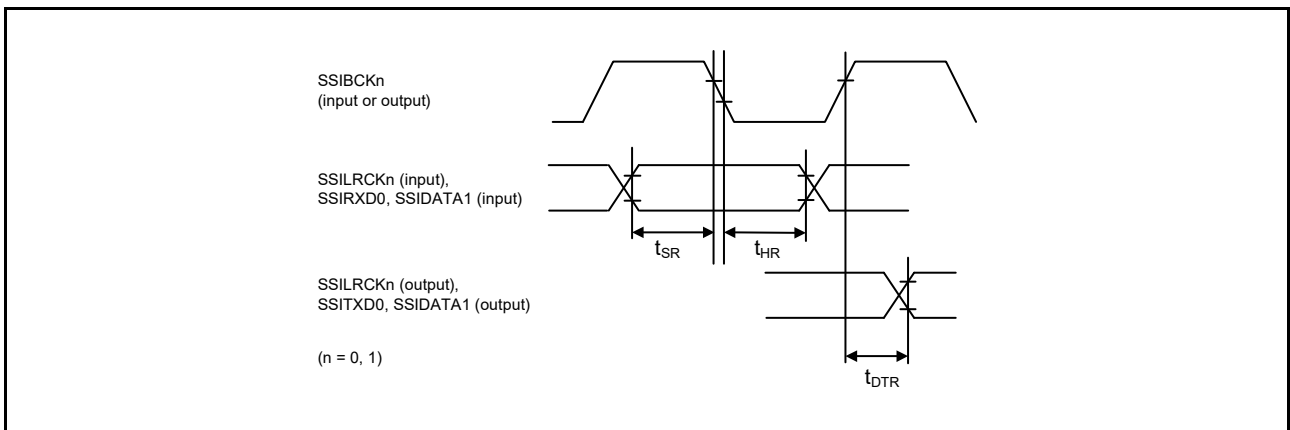 SSIBCKn
(input or output)
SSILRCKn (input),
SSIRXD0, SSIDATA1 (input)
tSR
tHR
SSILRCKn (output),
SSITXD0, SSIDATA1 (output)
(n = 0, 1)
tDTR